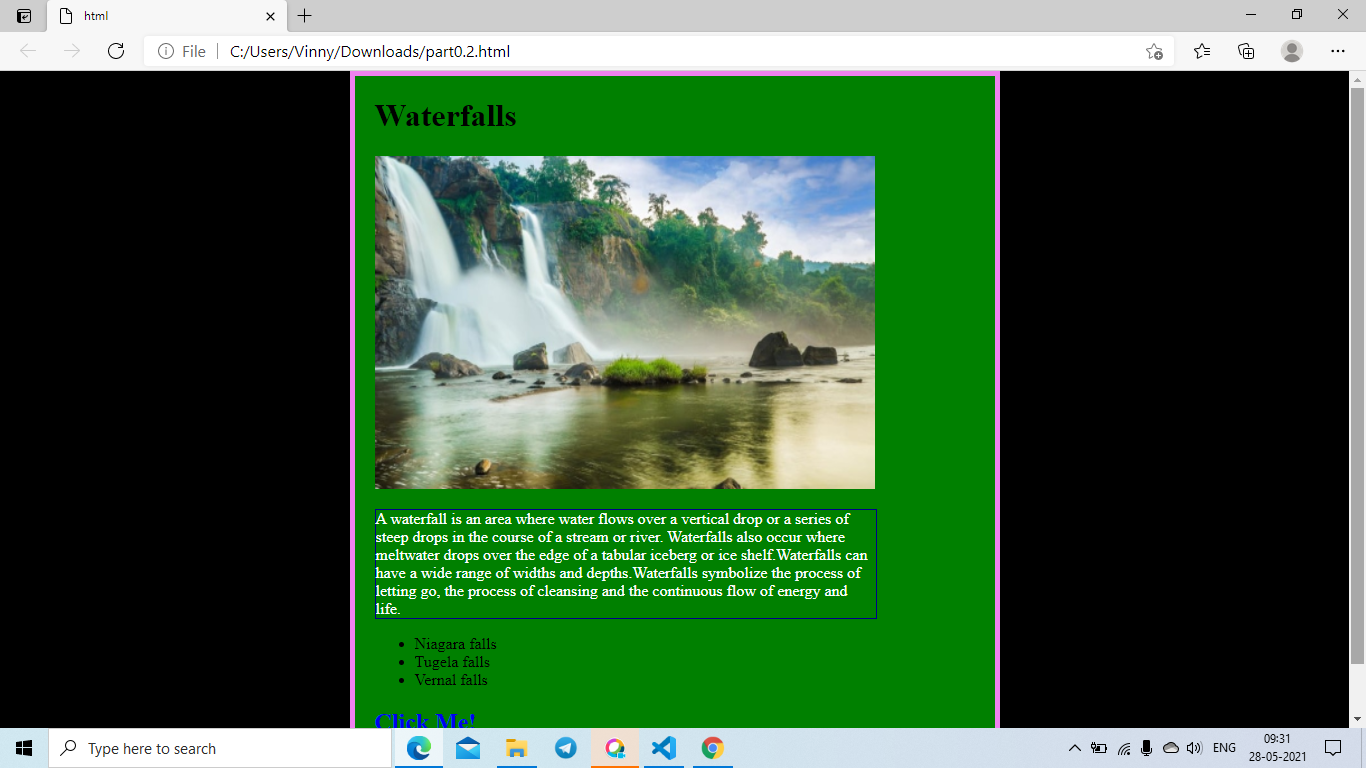 html
File
C:/Users/Vinny/Downloads/part0.2.html
Waterfalls
A waterfall is an area where water flows over a vertical drop or a series of
steep drops in the course of a stream or river. Waterfalls also occur where
meltwater drops over the edge of a tabular iceberg or ice shelf.Waterfalls can
have a wide range of widths and depths.Waterfalls symbolize the process of
letting go, the process of cleansing and the continuous flow of energy and
life.
• Niagara falls
• Tugela falls
• Vernal falls
Click Me!
Type here to search
ENG
09:31
28-05-2021